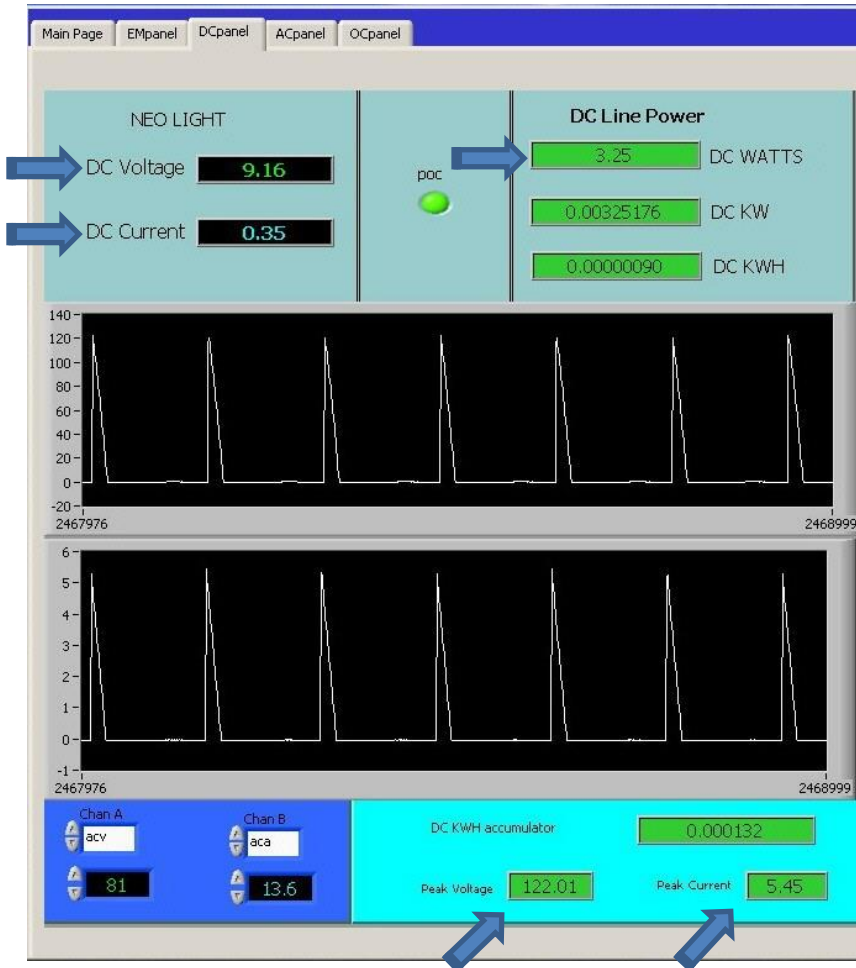 Main Page EMpanel DCpanel ACpanel OCpanel
NEO LIGHT
DC Voltage 9.16
DC Current 0.35
poc
DC Line Power
3.25 DC WATTS
0.00325176 DC KW
0.00000090 DC KWH
140
120
100
80
60
40
20
0
-20
2467976 2468999
6
5
4
3
2
1
0
-1
2467976 2468999
Chan A Chan B
acv aca
81 13.6
DC KWH accumulator 0.000132
Peak Voltage 122.01 Peak Current 5.45